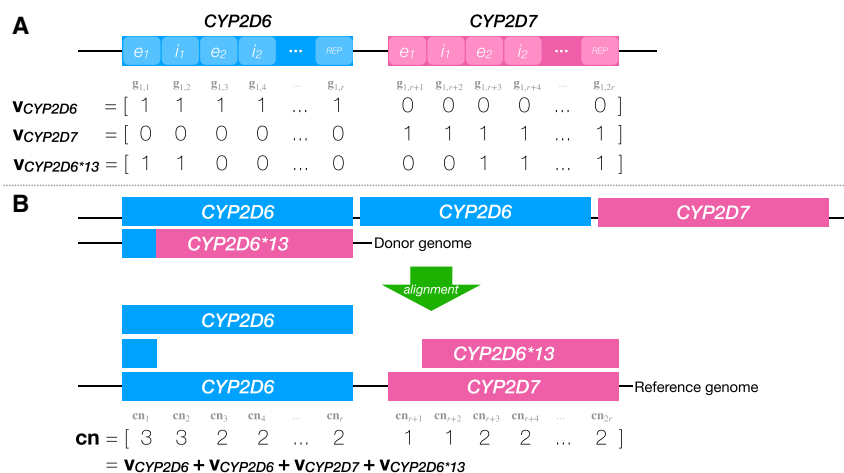 A
CYP2D6 CYP2D7
e1 i1 e2 i2 ... REP e1 i1 e2 i2 ... REP
g1,1 g1,2 g1,3 g1,4 ... g1,r g1,r+1 g1,r+2 g1,r+3 g1,r+4 ... g1,2r
vCYP2D6 = [ 1 1 1 1 ... 1 0 0 0 0 ... 0 ]
vCYP2D7 = [ 0 0 0 0 ... 0 1 1 1 1 ... 1 ]
vCYP2D6*13 = [ 1 1 0 0 ... 0 0 0 1 1 ... 1 ]
B
CYP2D6 CYP2D6 CYP2D7
CYP2D6*13 Donor genome
alignment
CYP2D6
CYP2D6*13
CYP2D6 CYP2D7 Reference genome
cn1 cn2 cn3 cn4 ... cnr cnr+1 cnr+2 cnr+3 cnr+4 ... cn2r
cn = [ 3 3 2 2 ... 2 1 1 2 2 ... 2 ]
= vCYP2D6 + vCYP2D6 + vCYP2D7 + vCYP2D6*13